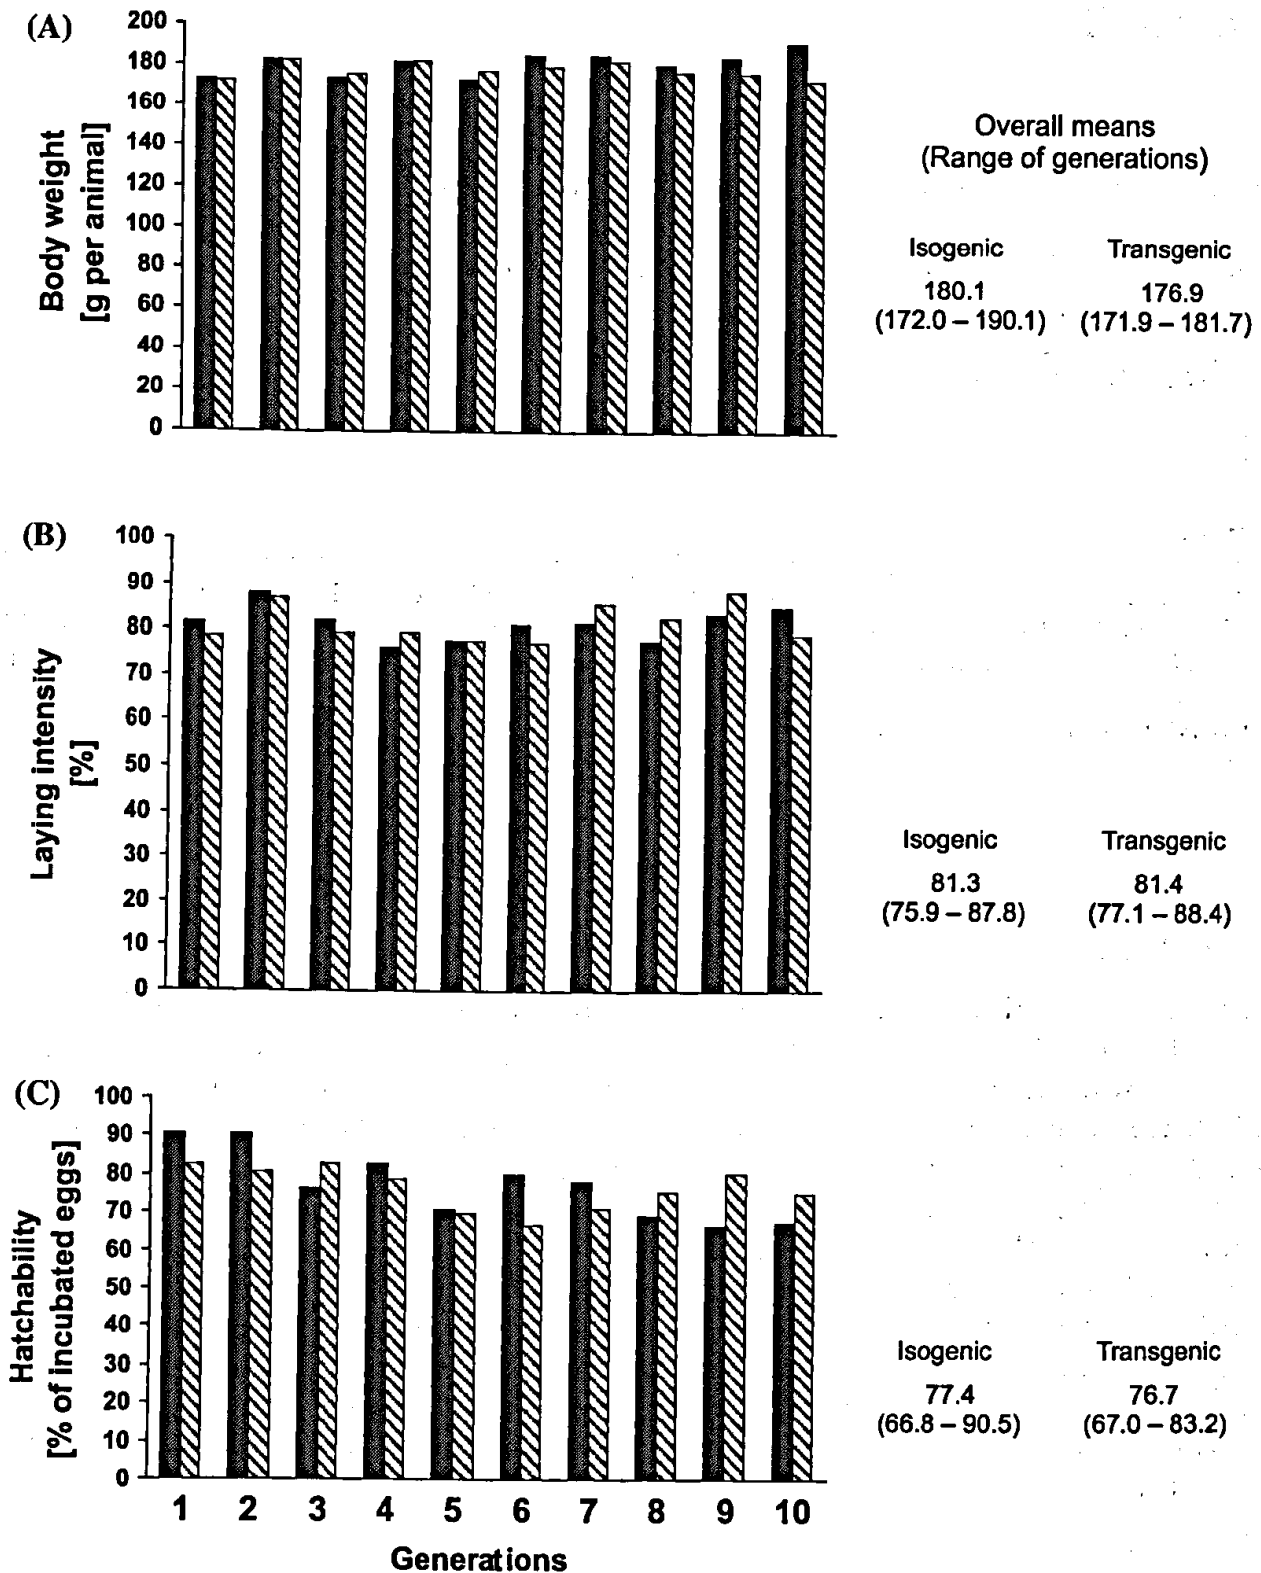 (A)
200
180
160
140
120
100
80
60
40
20
0
Body weight
[g per animal]
Overall means
(Range of generations)
Isogenic Transgenic
180.1 176.9
(172.0 – 190.1) (171.9 – 181.7)
(B)
100
90
80
70
60
50
40
30
20
10
0
Laying intensity
[%]
Isogenic Transgenic
81.3 81.4
(75.9 – 87.8) (77.1 – 88.4)
(C)
100
90
80
70
60
50
40
30
20
10
0
Hatchability
[% of incubated eggs]
Isogenic Transgenic
77.4 76.7
(66.8 – 90.5) (67.0 – 83.2)
1 2 3 4 5 6 7 8 9 10
Generations